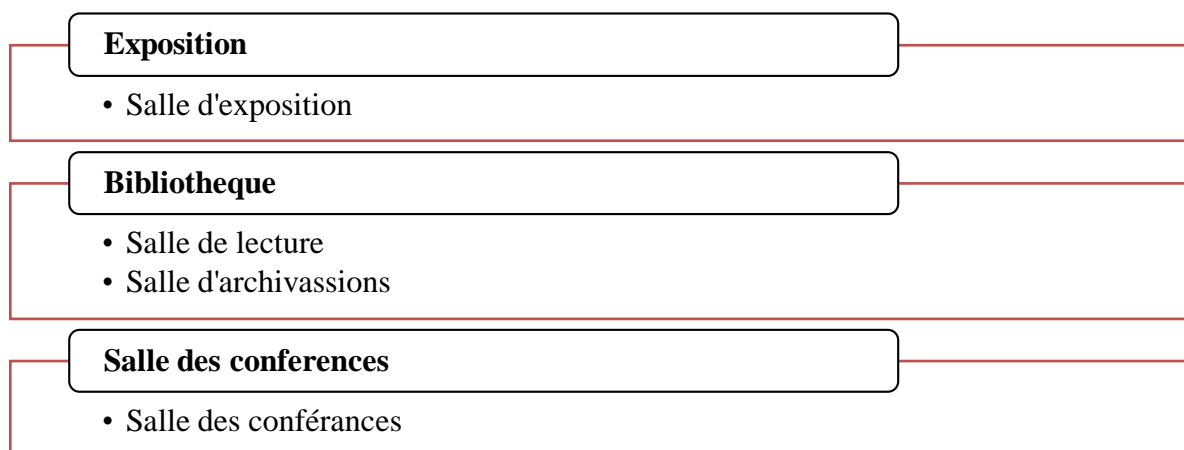 Exposition
• Salle d'exposition
Bibliotheque
• Salle de lecture
• Salle d'archivassions
Salle des conferences
• Salle des conférances